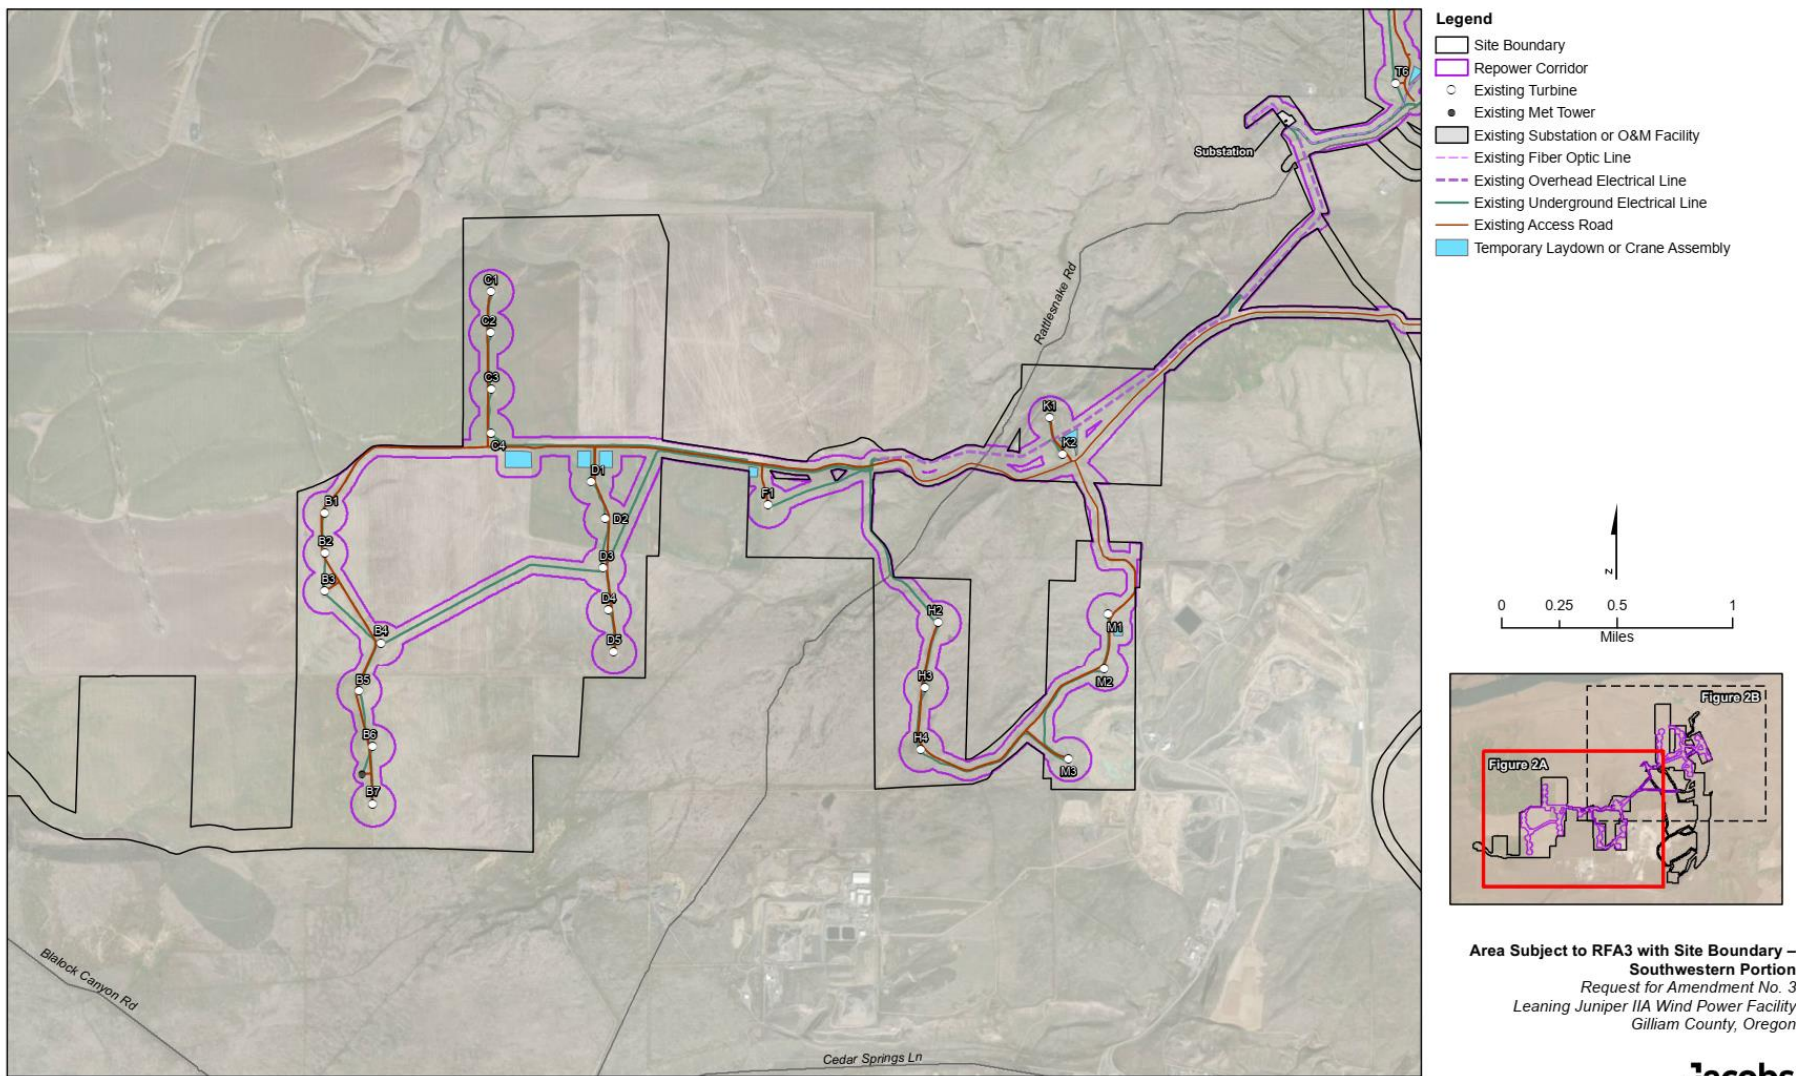 Legend
Site Boundary
Repower Corridor
Existing Turbine
Existing Met Tower
Existing Substation or O&M Facility
Existing Fiber Optic Line
Existing Overhead Electrical Line
Existing Underground Electrical Line
Existing Access Road
Temporary Laydown or Crane Assembly
T6
Substation
Rattlesnake Rd
C1
C2
C3
C4
K1
K2
D1
D2
D3
D4
D5
F1
B1
B2
B3
B4
B5
B6
B7
H2
H3
H4
M1
M2
M3
Blalock Canyon Rd
Cedar Springs Ln
N
0 0.25 0.5 1
Miles
Figure 2B
Figure 2A
Area Subject to RFA3 with Site Boundary –
Southwestern Portion
Request for Amendment No. 3
Leaning Juniper IIA Wind Power Facility
Gilliam County, Oregon
Jacobs